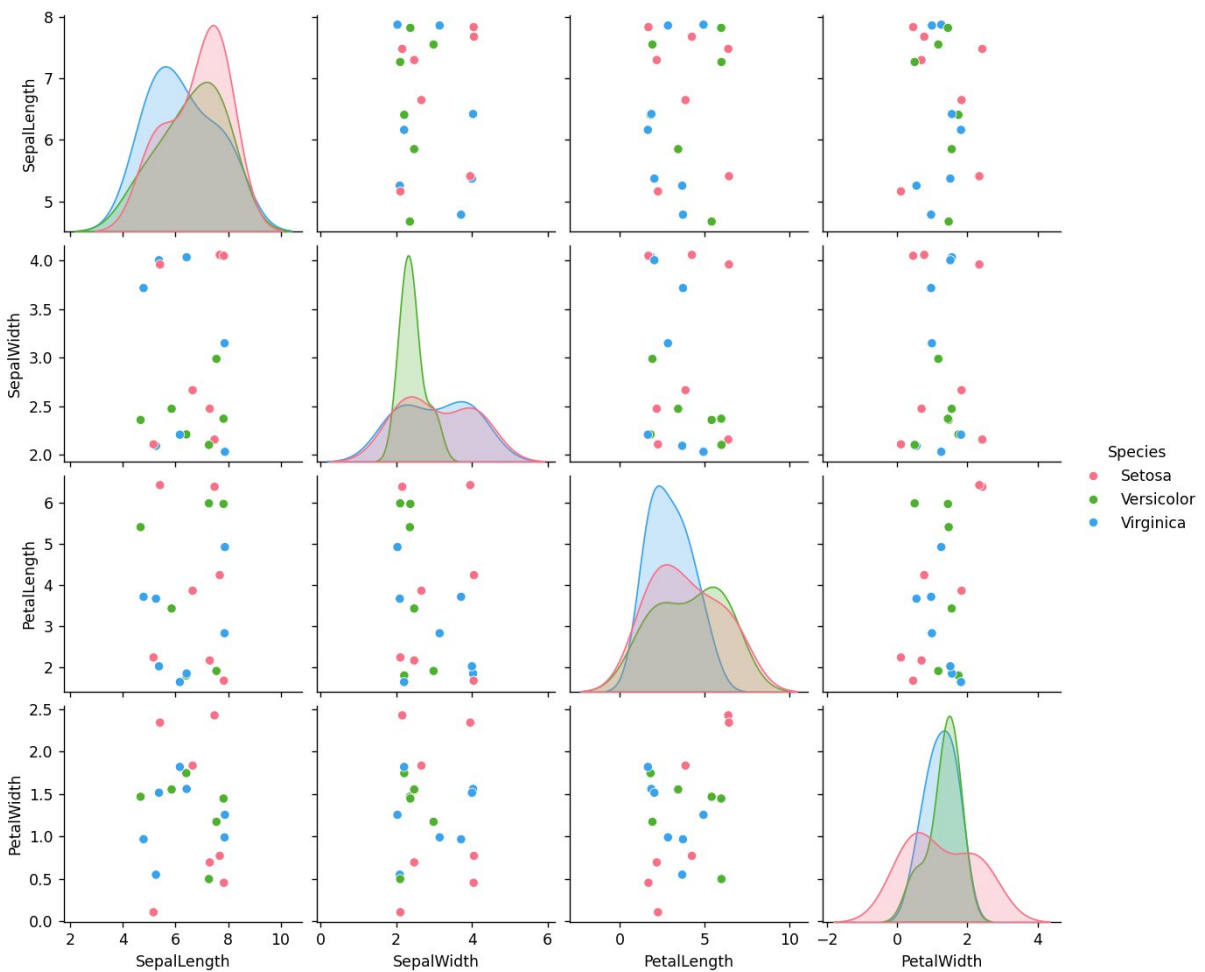 8
7
6
5
SepalLength
4.0
3.5
3.0
2.5
2.0
SepalWidth
6
5
4
3
2
PetalLength
2.5
2.0
1.5
1.0
0.5
0.0
PetalWidth
2 4 6 8 10
SepalLength
0 2 4 6
SepalWidth
0 5 10
PetalLength
−2 0 2 4
PetalWidth
Species
Setosa
Versicolor
Virginica